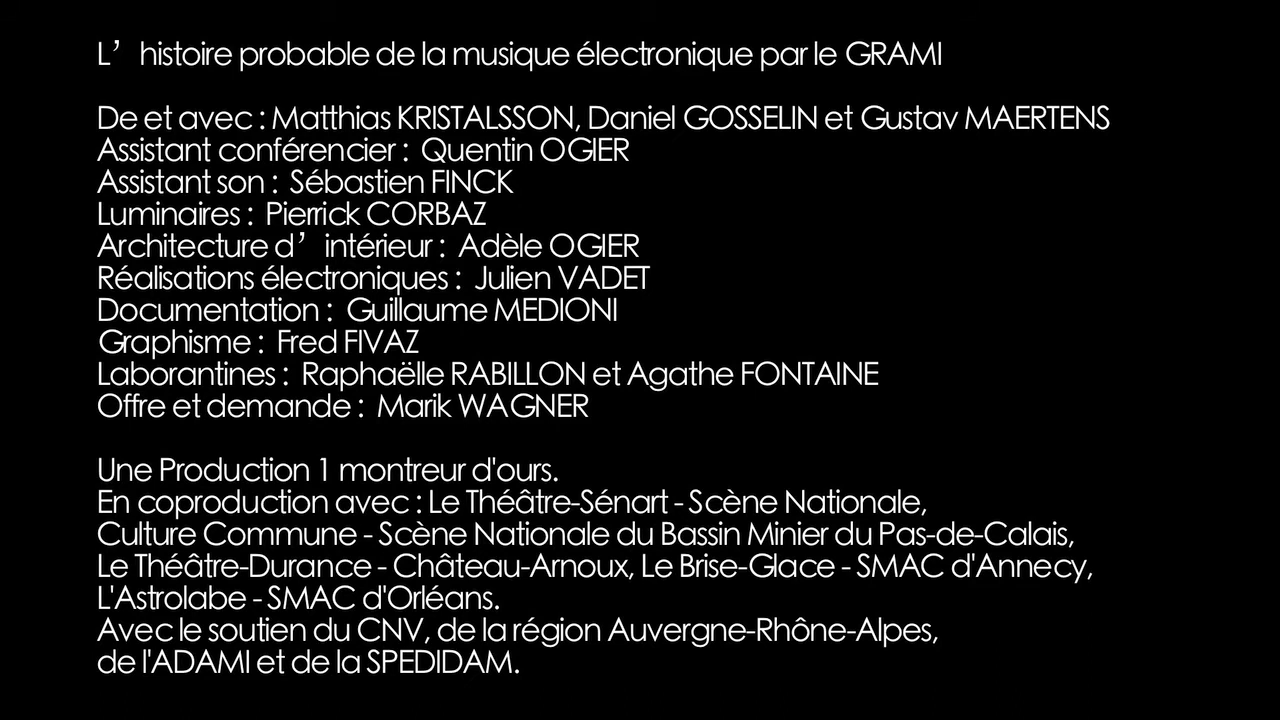 L’histoire probable de la musique électronique par le GRAMI
De et avec : Matthias KRISTALSSON, Daniel GOSSELIN et Gustav MAERTENS
Assistant conférencier : Quentin OGIER
Assistant son : Sébastien FINCK
Luminaires : Pierrick CORBAZ
Architecture d’intérieur : Adèle OGIER
Réalisations électroniques : Julien VADET
Documentation : Guillaume MEDIONI
Graphisme : Fred FIVAZ
Laborantines : Raphaëlle RABILLON et Agathe FONTAINE
Offre et demande : Marik WAGNER
Une Production 1 montreur d'ours.
En coproduction avec : Le Théâtre-Sénart - Scène Nationale,
Culture Commune - Scène Nationale du Bassin Minier du Pas-de-Calais,
Le Théâtre-Durance - Château-Arnoux, Le Brise-Glace - SMAC d'Annecy,
L'Astrolabe - SMAC d'Orléans.
Avec le soutien du CNV, de la région Auvergne-Rhône-Alpes,
de l'ADAMI et de la SPEDIDAM.